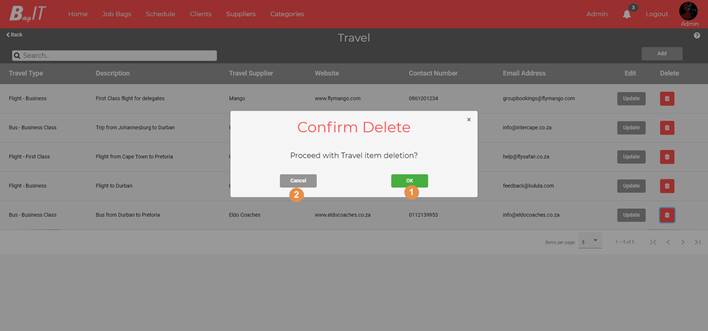 BagIT Home Job Bags Schedule Clients Suppliers Categories Admin 3 Logout
Admin
Back Travel
Search... Add
Travel Type Description Travel Supplier Website Contact Number Email Address Edit Delete
Flight - Business First Class flight for delegates Mango www.flymango.com 0861001234 groupbookings@flymango.com Update
Bus - Business Class Trip from Johannesburg to Durban info@intercape.co.za Update
Flight - First Class Flight from Cape Town to Pretoria help@flysafair.co.za Update
Flight - Business Flight to Durban feedback@kulula.com Update
Bus - Business Class Bus from Durban to Pretoria Eldo Coaches www.eldocoaches.co.za 0112139953 info@eldocoaches.co.za Update
Items per page: 5 1 – 5 of 5
×
Confirm Delete
Proceed with Travel item deletion?
Cancel OK
2 1